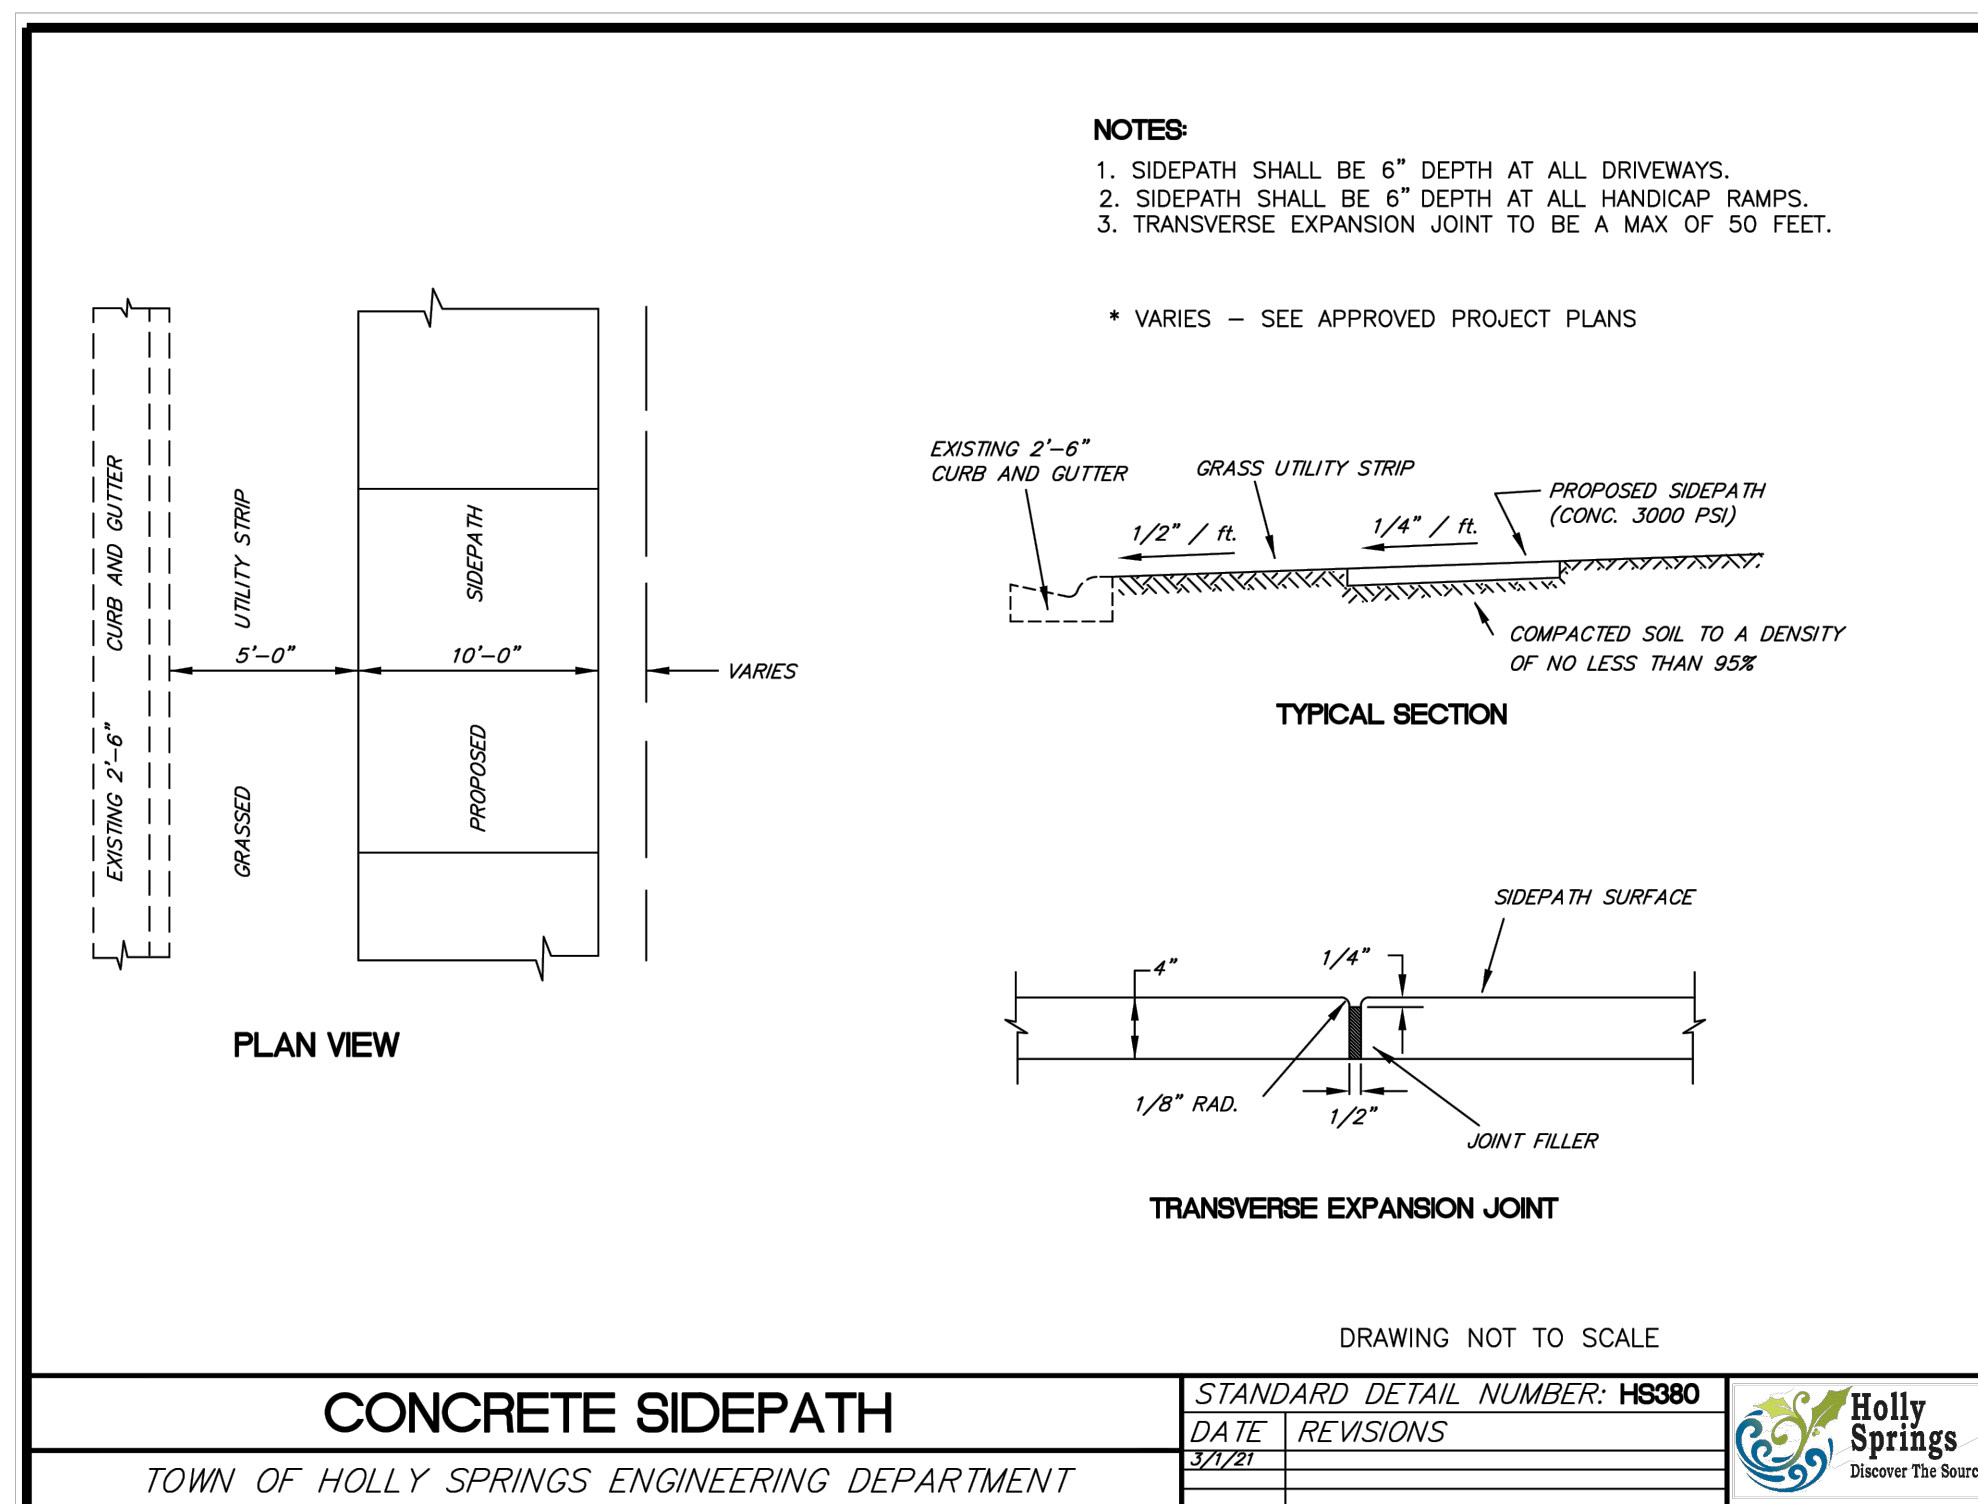 NOTES:
1. SIDEPATH SHALL BE 6" DEPTH AT ALL DRIVEWAYS.
2. SIDEPATH SHALL BE 6" DEPTH AT ALL HANDICAP RAMPS.
3. TRANSVERSE EXPANSION JOINT TO BE A MAX OF 50 FEET.
* VARIES – SEE APPROVED PROJECT PLANS
EXISTING 2'-6" CURB AND GUTTER
GRASSED UTILITY STRIP
PROPOSED SIDEPATH
5'-0"
10'-0"
VARIES
PLAN VIEW
EXISTING 2'-6"
CURB AND GUTTER
GRASS UTILITY STRIP
PROPOSED SIDEPATH
(CONC. 3000 PSI)
1/2" / ft.
1/4" / ft.
COMPACTED SOIL TO A DENSITY
OF NO LESS THAN 95%
TYPICAL SECTION
SIDEPATH SURFACE
4"
1/4"
1/8" RAD.
1/2"
JOINT FILLER
TRANSVERSE EXPANSION JOINT
DRAWING NOT TO SCALE
CONCRETE SIDEPATH
TOWN OF HOLLY SPRINGS ENGINEERING DEPARTMENT
STANDARD DETAIL NUMBER: HS380
DATE REVISIONS
3/1/21
Holly
Springs
Discover The Sourc